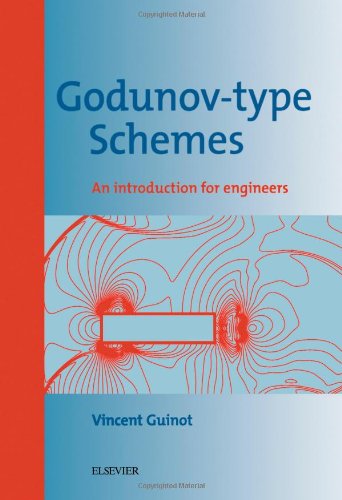 Godunov-type
Schemes
An introduction for engineers
Vincent Guinot
ELSEVIER